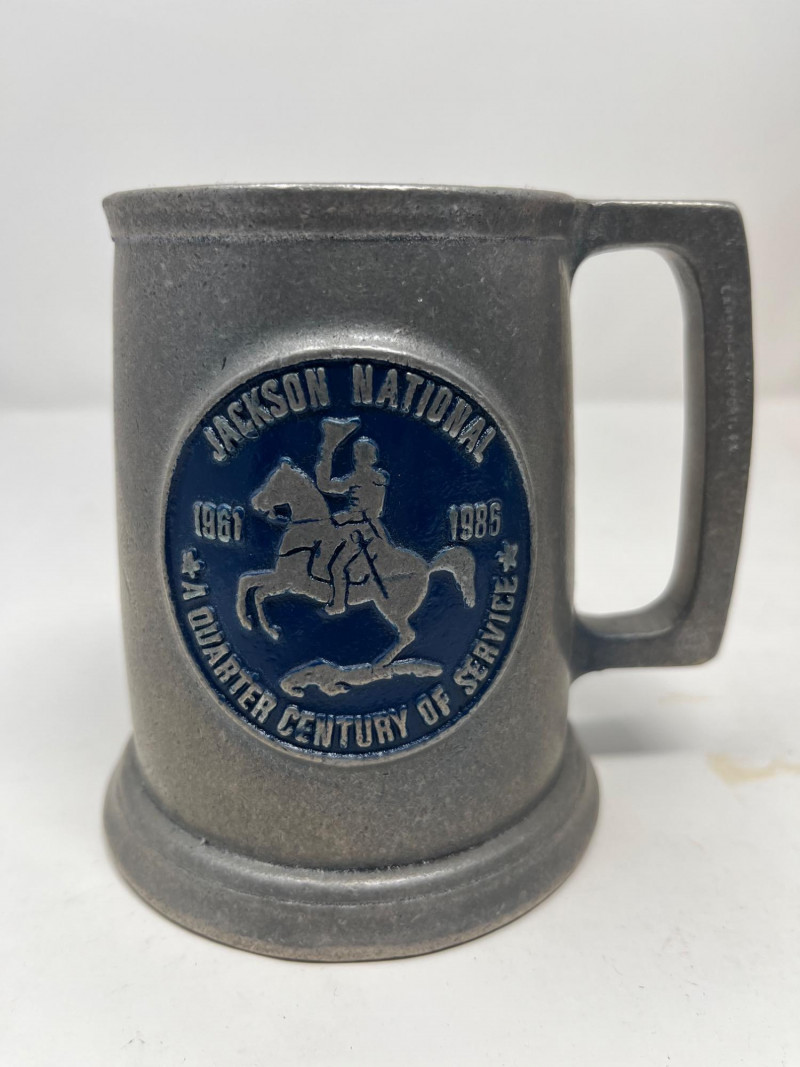 JACKSON NATIONAL
1961 1986
★ A QUARTER CENTURY OF SERVICE ★